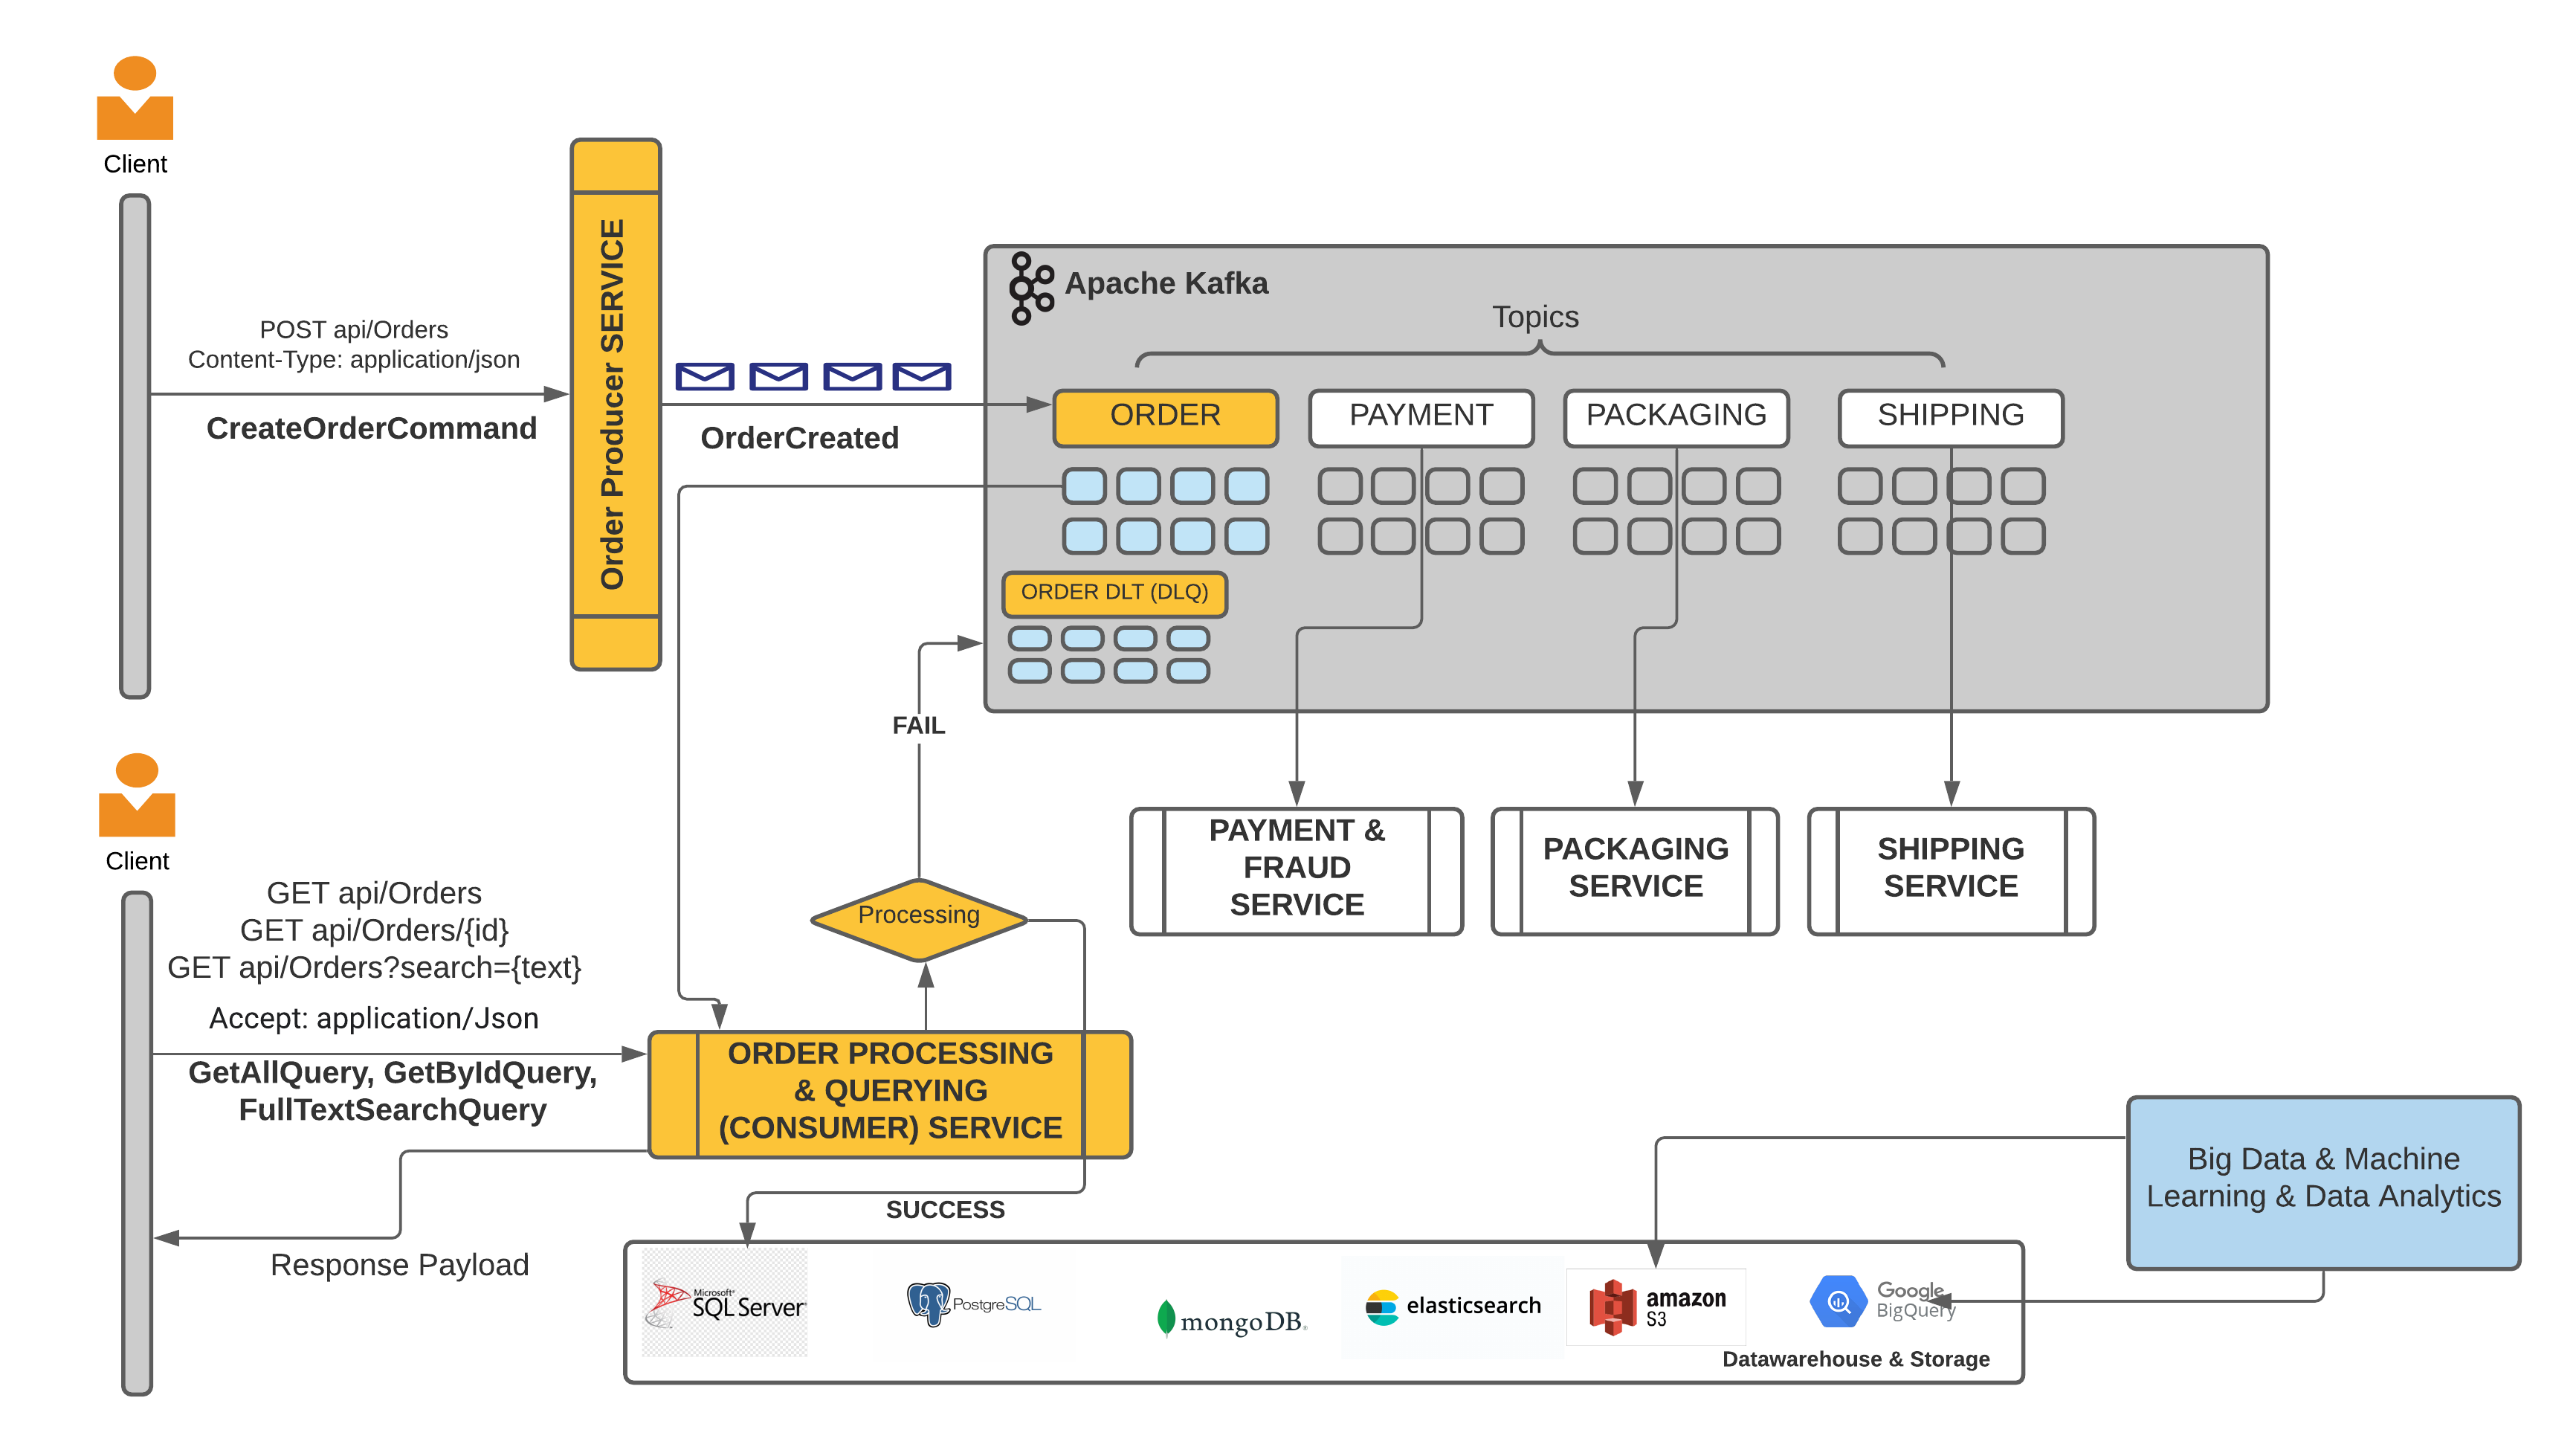 Client
POST api/Orders
Content-Type: application/json
CreateOrderCommand
Order Producer SERVICE
OrderCreated
Apache Kafka
Topics
ORDER
PAYMENT
PACKAGING
SHIPPING
ORDER DLT (DLQ)
FAIL
PAYMENT &
FRAUD
SERVICE
PACKAGING
SERVICE
SHIPPING
SERVICE
Client
GET api/Orders
GET api/Orders/{id}
GET api/Orders?search={text}
Accept: application/Json
GetAllQuery, GetByIdQuery,
FullTextSearchQuery
Processing
ORDER PROCESSING
& QUERYING
(CONSUMER) SERVICE
Response Payload
SUCCESS
Big Data & Machine
Learning & Data Analytics
Microsoft
SQL Server
PostgreSQL
mongoDB
elasticsearch
amazon
S3
Google
BigQuery
Datawarehouse & Storage